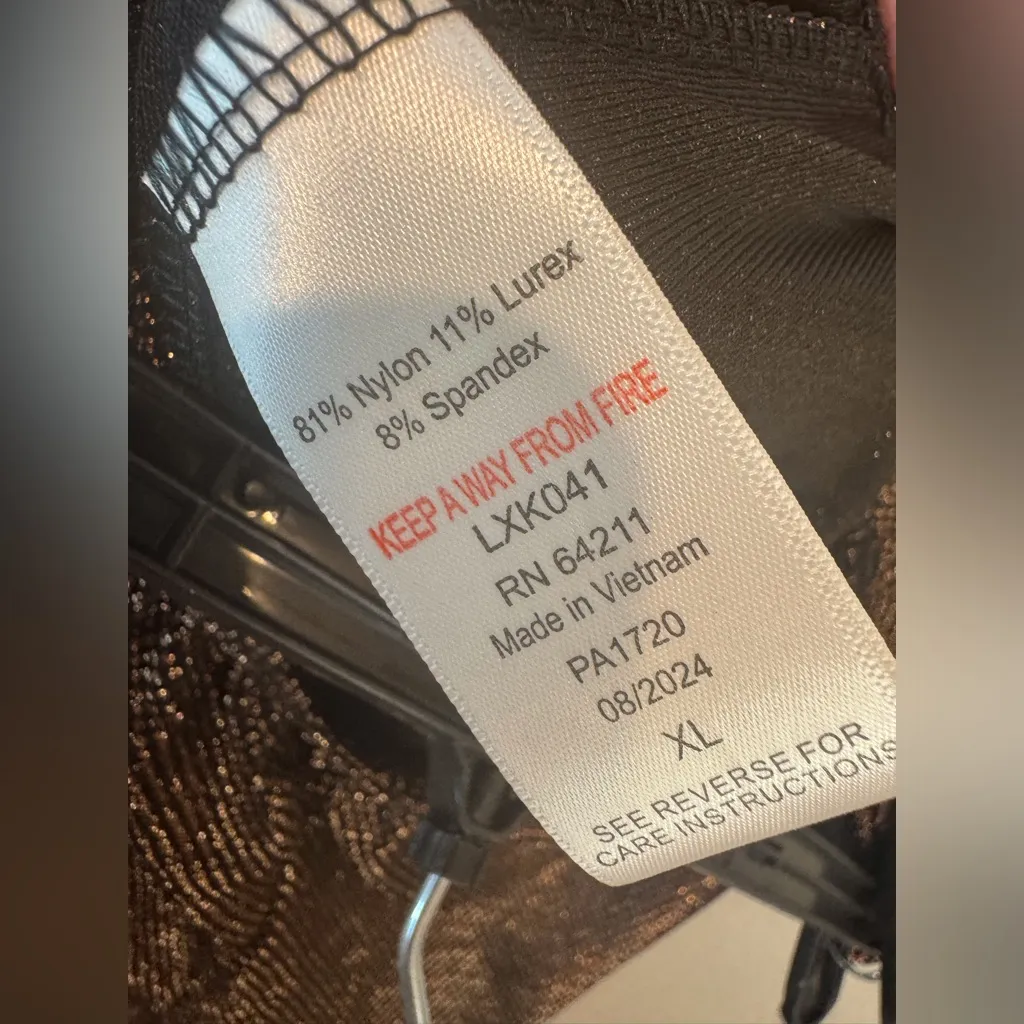 81% Nylon 11% Lurex
8% Spandex
KEEP A WAY FROM FIRE
LXK041
RN 64211
Made in Vietnam
PA1720
08/2024
XL
SEE REVERSE FOR
CARE INSTRUCTIONS